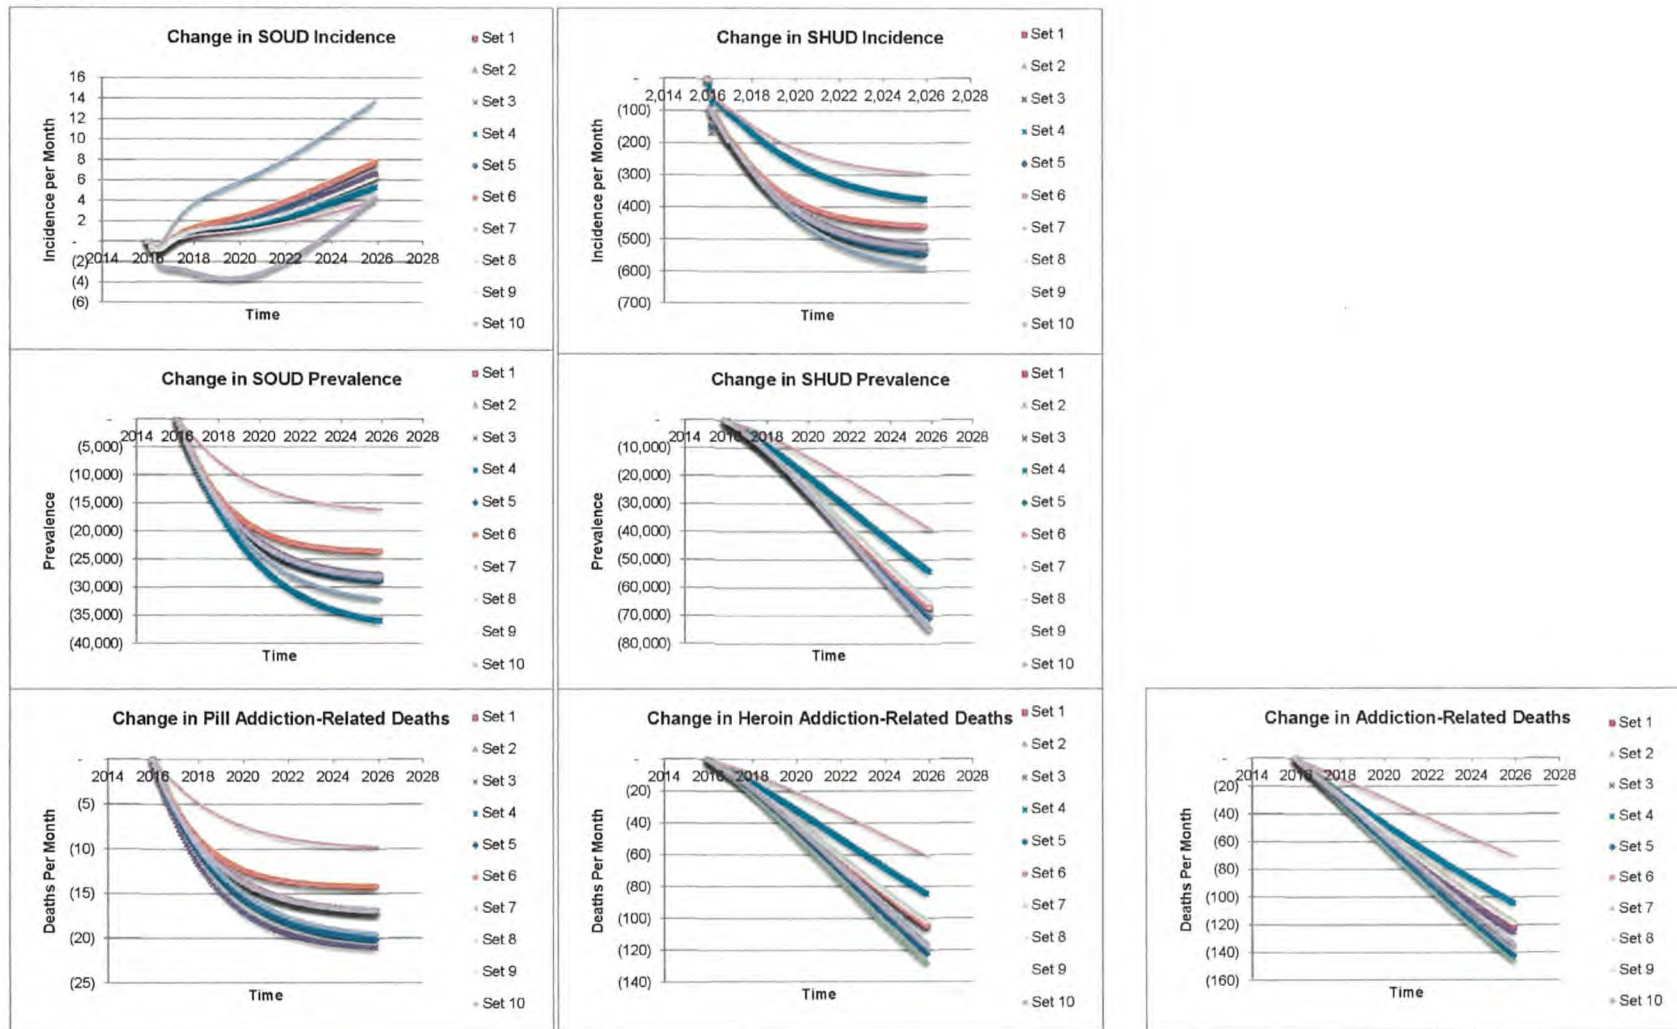 Change in SOUD Incidence
Incidence per Month
16
14
12
10
8
6
4
2
-
(2)
(4)
(6)
2014 2016 2018 2020 2022 2024 2026 2028
Time
Set 1
Set 2
Set 3
Set 4
Set 5
Set 6
Set 7
Set 8
Set 9
Set 10
Change in SHUD Incidence
Incidence per Month
-
(100)
(200)
(300)
(400)
(500)
(600)
(700)
2,014 2,016 2,018 2,020 2,022 2,024 2,026 2,028
Time
Set 1
Set 2
Set 3
Set 4
Set 5
Set 6
Set 7
Set 8
Set 9
Set 10
Change in SOUD Prevalence
Prevalence
-
(5,000)
(10,000)
(15,000)
(20,000)
(25,000)
(30,000)
(35,000)
(40,000)
2014 2016 2018 2020 2022 2024 2026 2028
Time
Set 1
Set 2
Set 3
Set 4
Set 5
Set 6
Set 7
Set 8
Set 9
Set 10
Change in SHUD Prevalence
Prevalence
-
(10,000)
(20,000)
(30,000)
(40,000)
(50,000)
(60,000)
(70,000)
(80,000)
2014 2016 2018 2020 2022 2024 2026 2028
Time
Set 1
Set 2
Set 3
Set 4
Set 5
Set 6
Set 7
Set 8
Set 9
Set 10
Change in Pill Addiction-Related Deaths
Deaths Per Month
-
(5)
(10)
(15)
(20)
(25)
2014 2016 2018 2020 2022 2024 2026 2028
Time
Set 1
Set 2
Set 3
Set 4
Set 5
Set 6
Set 7
Set 8
Set 9
Set 10
Change in Heroin Addiction-Related Deaths
Deaths Per Month
-
(20)
(40)
(60)
(80)
(100)
(120)
(140)
2014 2016 2018 2020 2022 2024 2026 2028
Time
Set 1
Set 2
Set 3
Set 4
Set 5
Set 6
Set 7
Set 8
Set 9
Set 10
Change in Addiction-Related Deaths
Deaths Per Month
-
(20)
(40)
(60)
(80)
(100)
(120)
(140)
(160)
2014 2016 2018 2020 2022 2024 2026 2028
Time
Set 1
Set 2
Set 3
Set 4
Set 5
Set 6
Set 7
Set 8
Set 9
Set 10